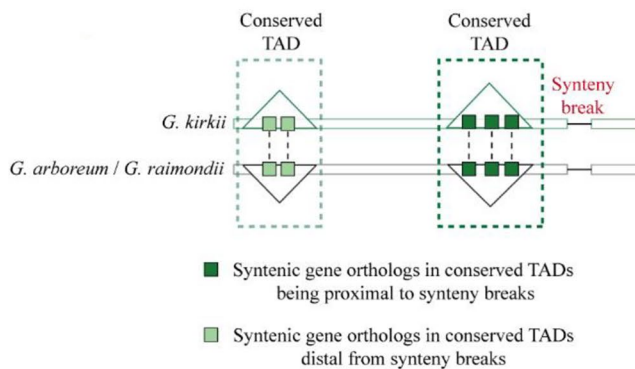 Conserved
TAD
Conserved
TAD
Synteny
break
G. kirkii
G. arboreum / G. raimondii
Syntenic gene orthologs in conserved TADs
being proximal to synteny breaks
Syntenic gene orthologs in conserved TADs
distal from synteny breaks